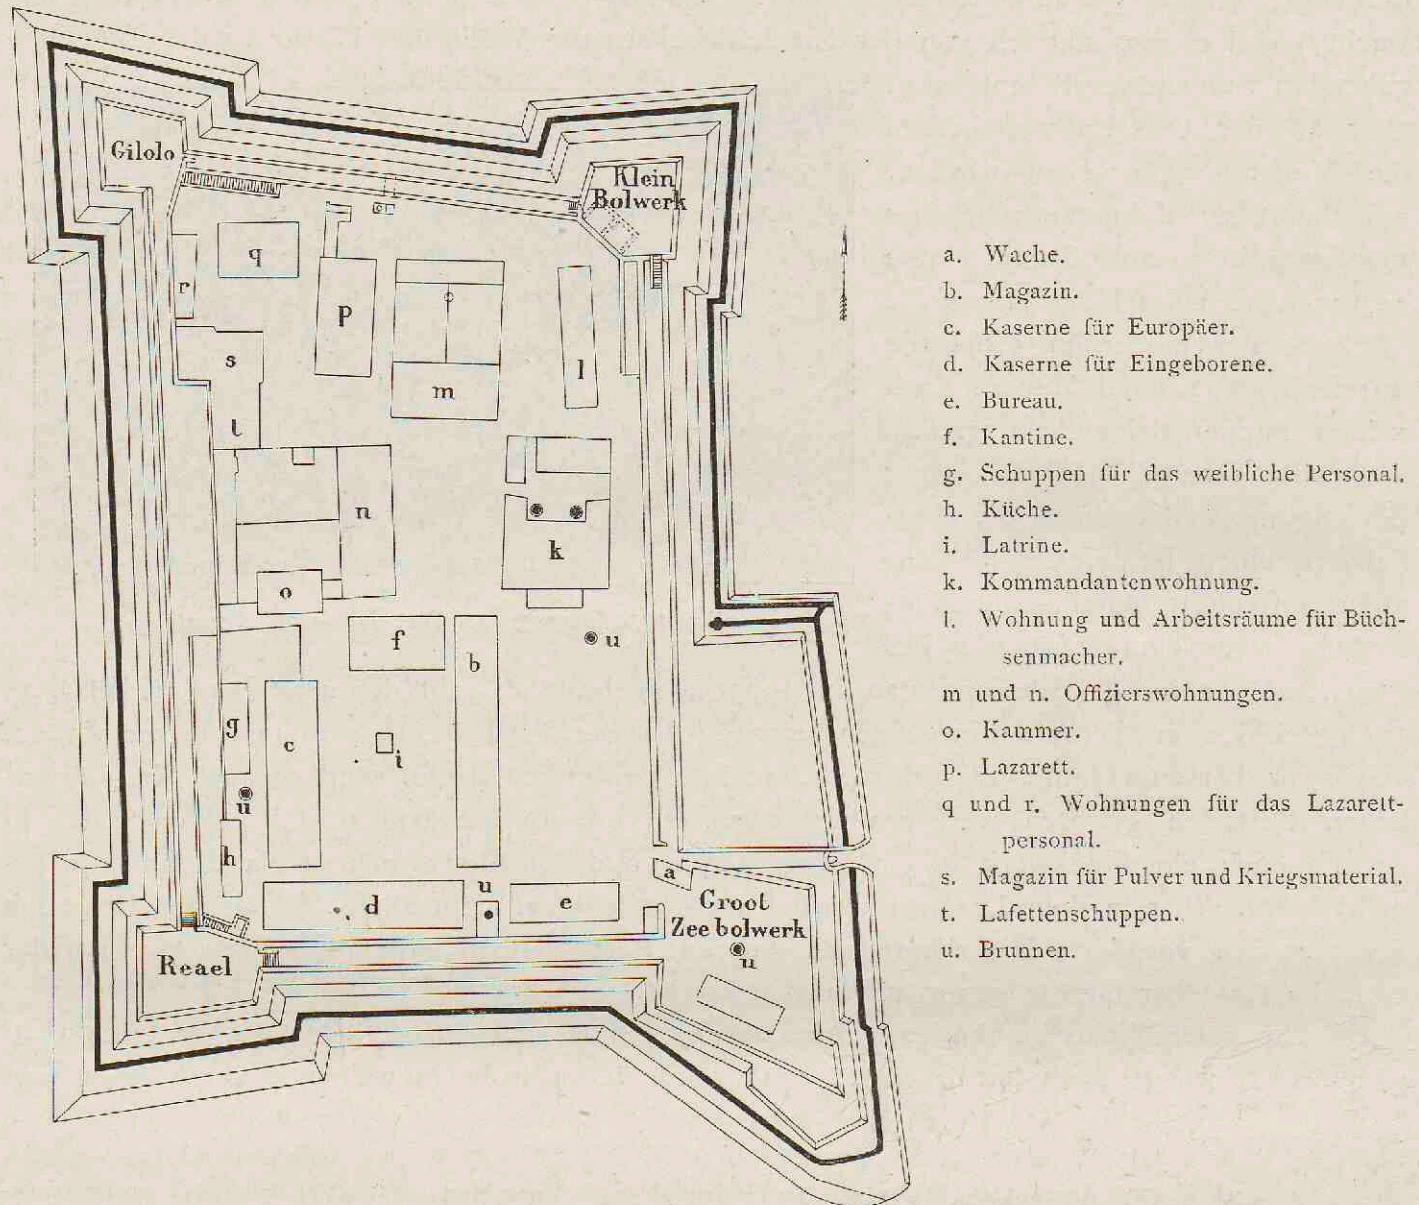 Gilolo
Klein
Bolwerk
q
r
p
s
m
l
t
n
k
o
f
b
u
g
c
i
u
h
a
d
u
e
Groot
Zeebolwerk
u
Reael
a. Wache.
b. Magazin.
c. Kaserne für Europäer.
d. Kaserne für Eingeborene.
e. Bureau.
f. Kantine.
g. Schuppen für das weibliche Personal.
h. Küche.
i. Latrine.
k. Kommandantenwohnung.
l. Wohnung und Arbeitsräume für Büch-
senmacher.
m und n. Offizierswohnungen.
o. Kammer.
p. Lazarett.
q und r. Wohnungen für das Lazarett-
personal.
s. Magazin für Pulver und Kriegsmaterial.
t. Lafettenschuppen.
u. Brunnen.